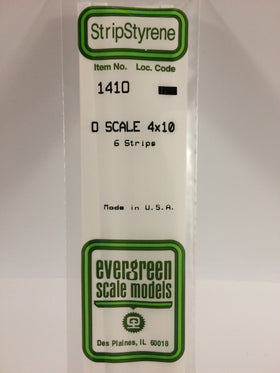 StripStyrene
Item No. Loc. Code
1410
O SCALE 4x10
6 Strips
Made in U.S.A.
evergreen
scale models
Des Plaines, IL 60018